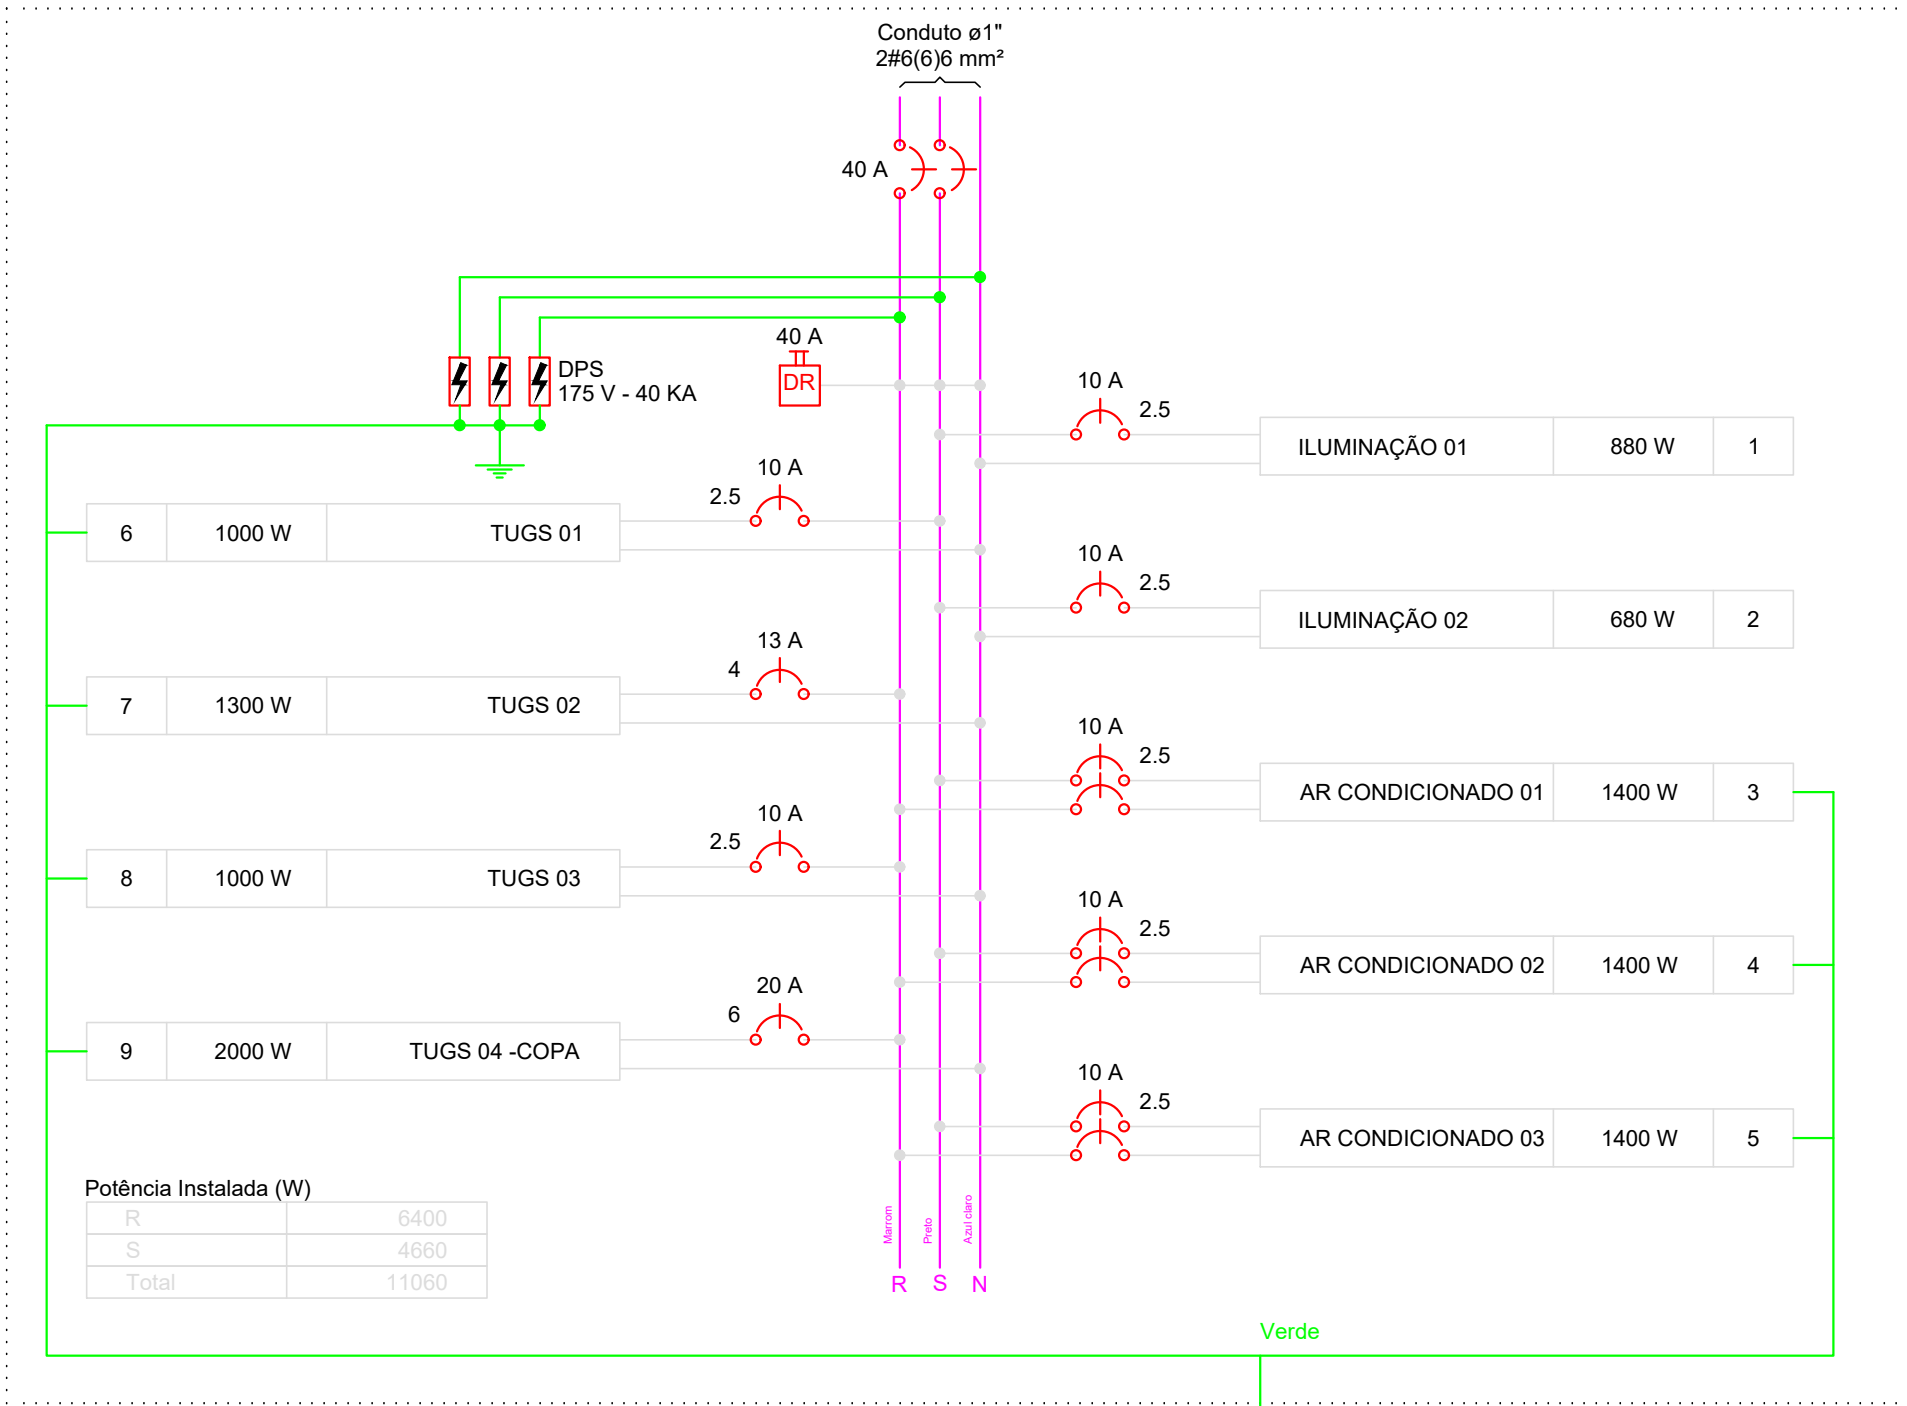 Conduto ø1"
2#6(6)6 mm²
40 A
DPS
175 V - 40 KA
40 A
DR
10 A
2.5
ILUMINAÇÃO 01 880 W 1
10 A
2.5
6 1000 W TUGS 01
10 A
2.5
ILUMINAÇÃO 02 680 W 2
13 A
4
7 1300 W TUGS 02
10 A
2.5
AR CONDICIONADO 01 1400 W 3
10 A
2.5
8 1000 W TUGS 03
10 A
2.5
AR CONDICIONADO 02 1400 W 4
20 A
6
9 2000 W TUGS 04 -COPA
10 A
2.5
AR CONDICIONADO 03 1400 W 5
Potência Instalada (W)
R 6400
S 4660
Total 11060
Marrom
Preto
Azul claro
R S N
Verde